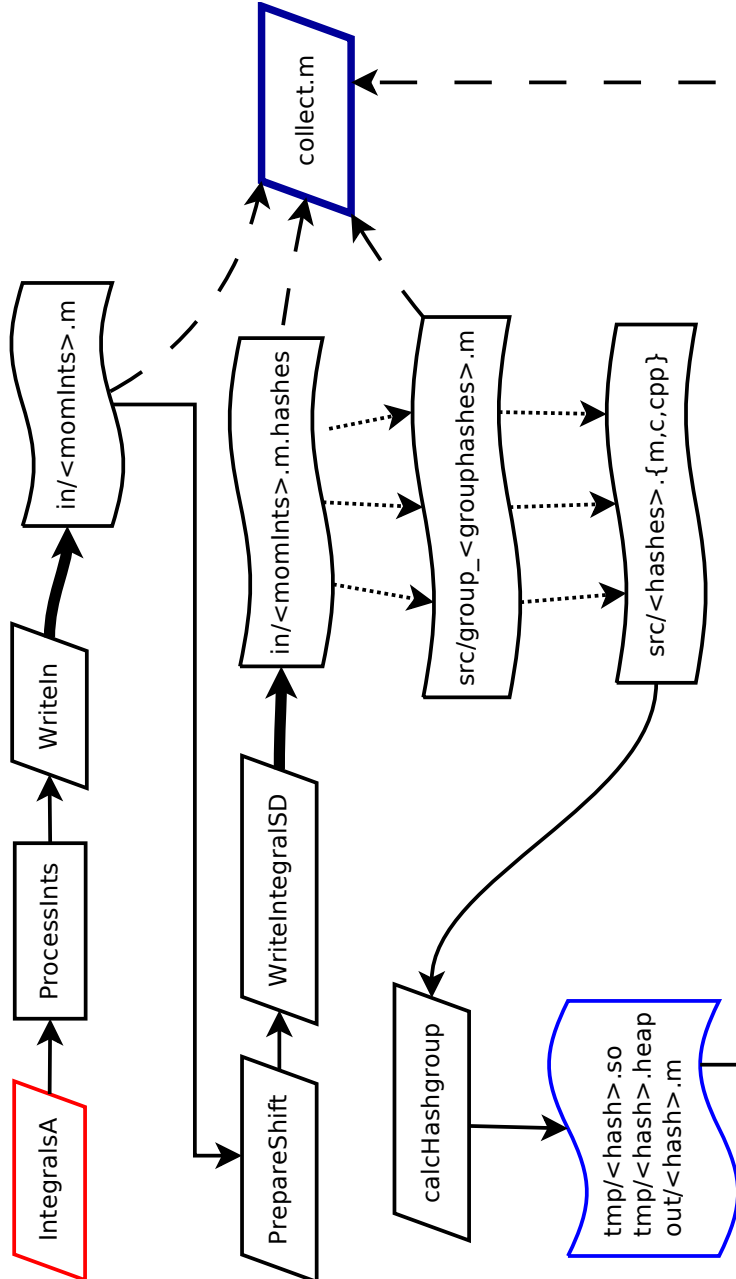 IntegralsA
ProcessInts
WriteIn
in/<momInts>.m
PrepareShift
WriteIntegralSD
in/<momInts>.m.hashes
collect.m
src/group_<grouphashes>.m
calcHashgroup
src/<hashes>.{m,c,cpp}
tmp/<hash>.so
tmp/<hash>.heap
out/<hash>.m